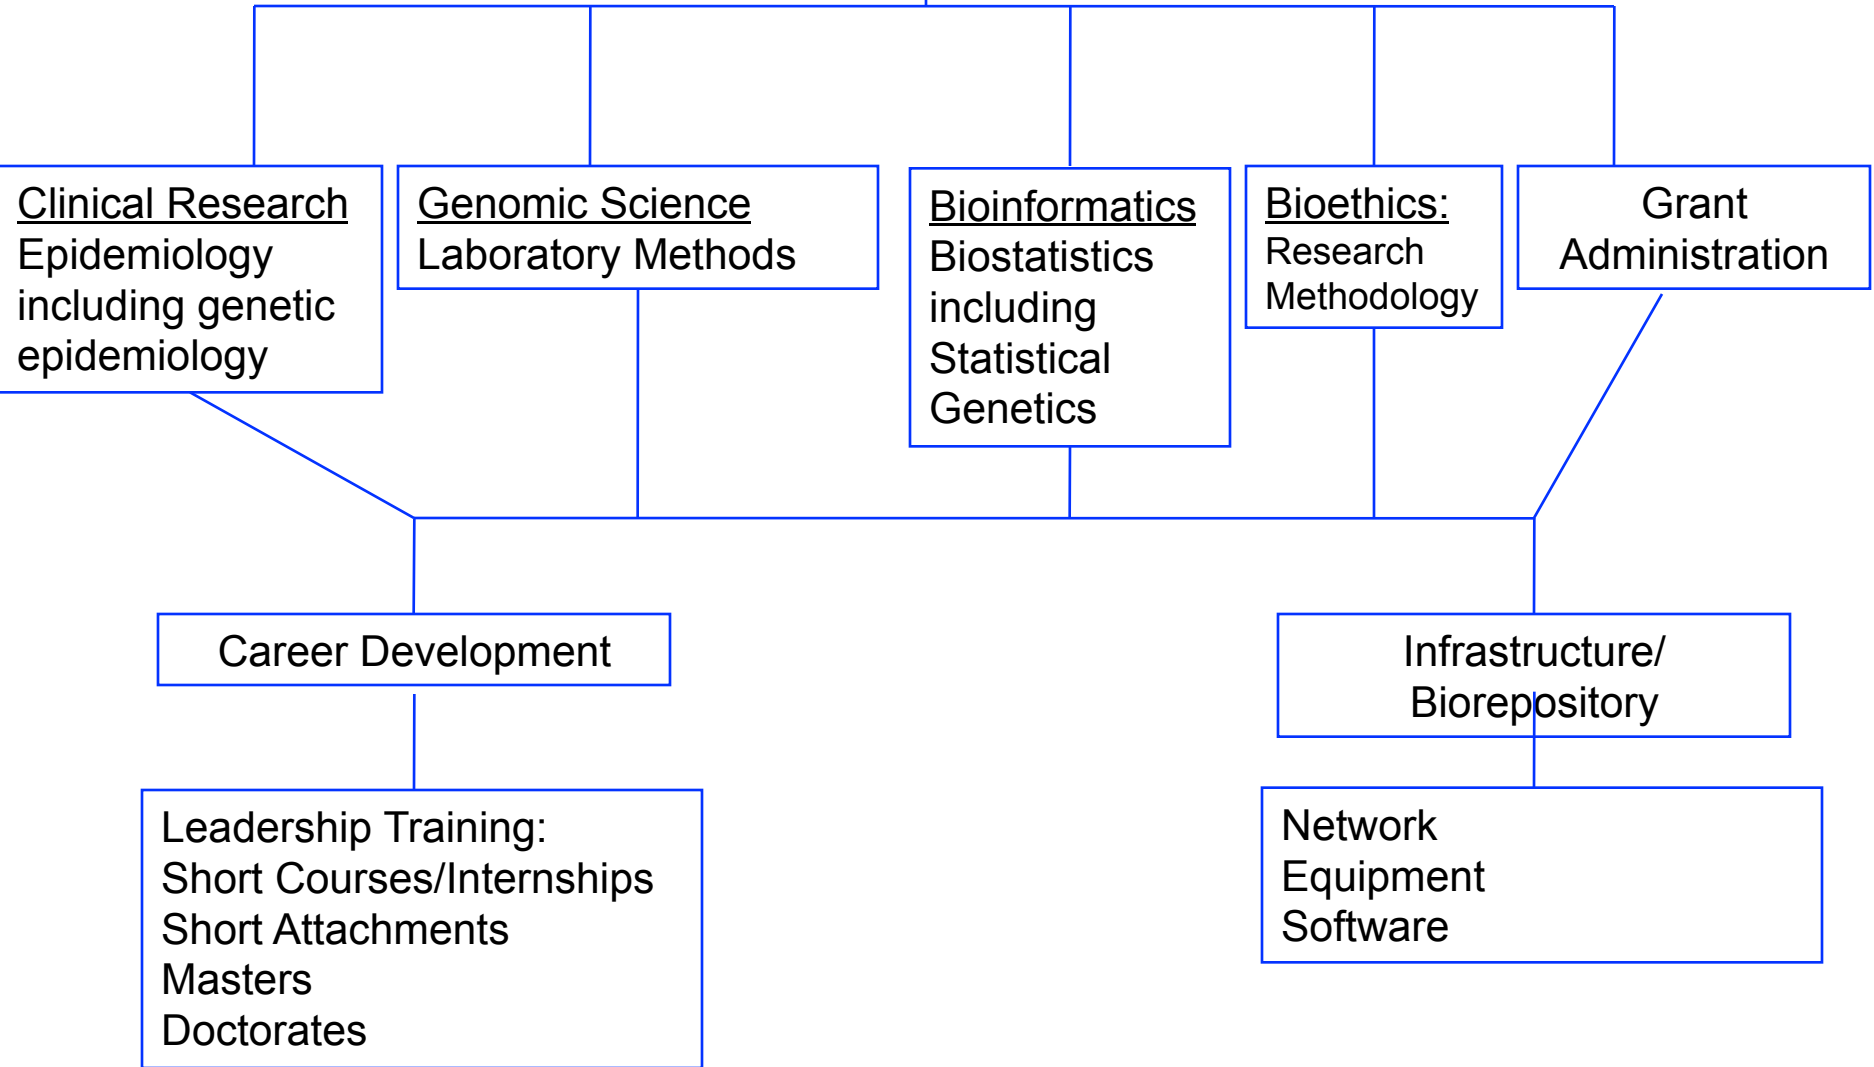 Clinical Research
Epidemiology
including genetic
epidemiology
Genomic Science
Laboratory Methods
Bioinformatics
Biostatistics
including
Statistical
Genetics
Bioethics:
Research
Methodology
Grant
Administration
Career Development
Infrastructure/
Biorepository
Leadership Training:
Short Courses/Internships
Short Attachments
Masters
Doctorates
Network
Equipment
Software